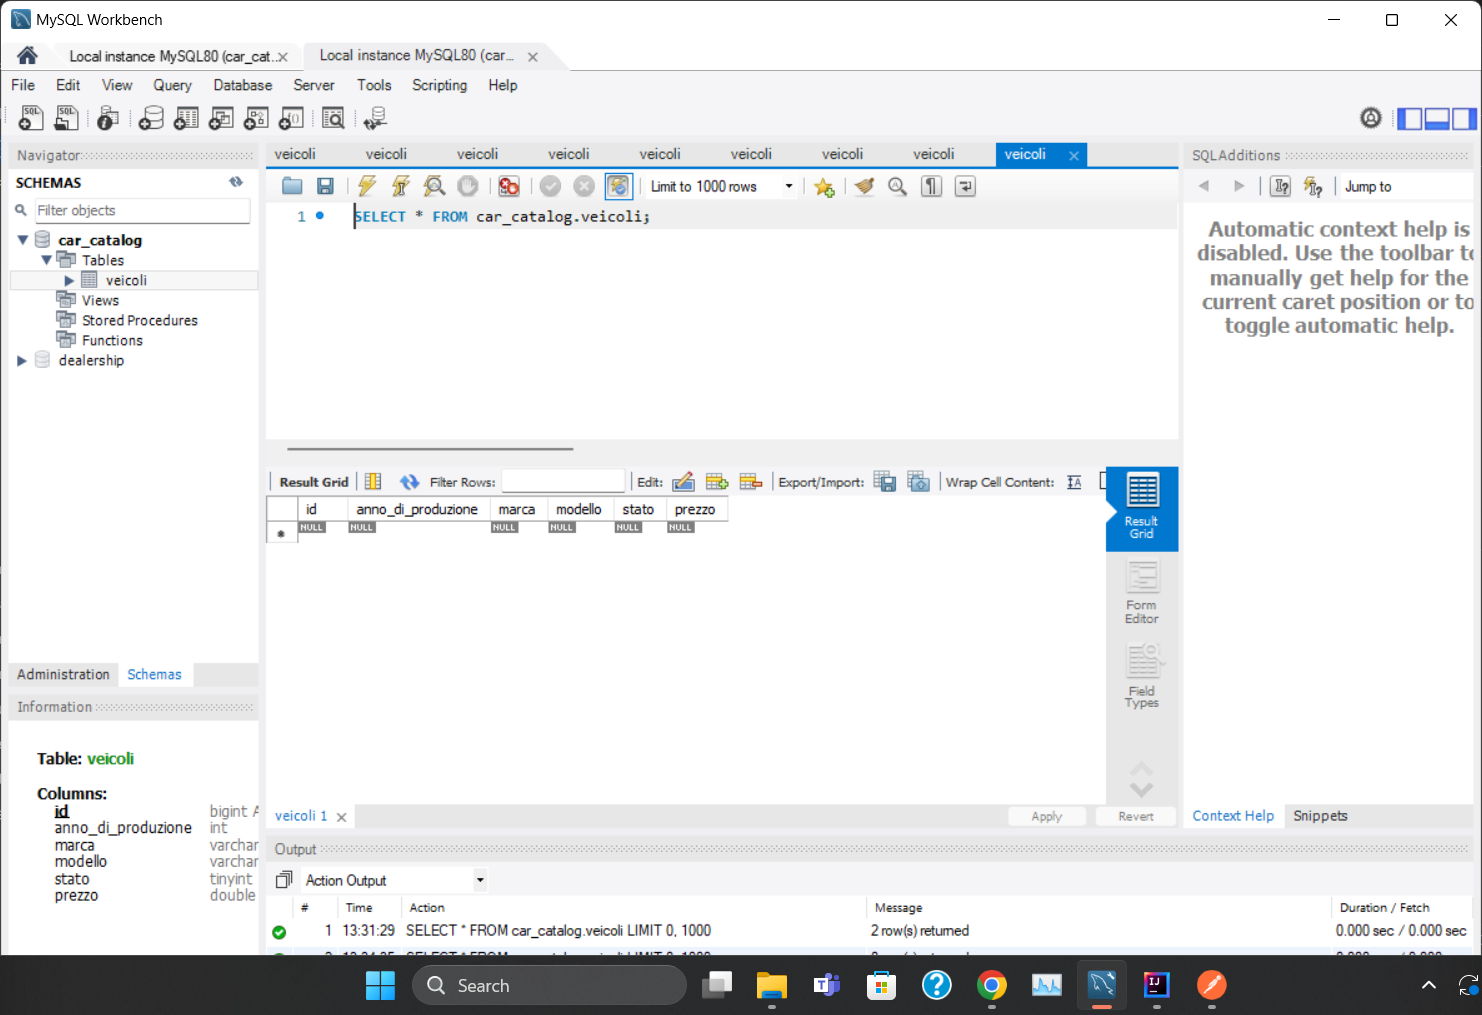 MySQL Workbench
Local instance MySQL80 (car_cat...
Local instance MySQL80 (car...
File Edit View Query Database Server Tools Scripting Help
Navigator
SCHEMAS
Filter objects
car_catalog
Tables
veicoli
Views
Stored Procedures
Functions
dealership
Administration Schemas
Information
Table: veicoli
Columns:
id bigint A
anno_di_produzione int
marca varchar
modello varchar
stato tinyint
prezzo double
veicoli veicoli veicoli veicoli veicoli veicoli veicoli veicoli veicoli
Limit to 1000 rows
1 SELECT * FROM car_catalog.veicoli;
Result Grid Filter Rows: Edit: Export/Import: Wrap Cell Content:
id anno_di_produzione marca modello stato prezzo
NULL NULL NULL NULL NULL NULL
Result
Grid
Form
Editor
Field
Types
veicoli 1 Apply Revert
SQLAdditions
Jump to
Automatic context help is
disabled. Use the toolbar to
manually get help for the
current caret position or to
toggle automatic help.
Context Help Snippets
Output
Action Output
# Time Action Message Duration / Fetch
1 13:31:29 SELECT * FROM car_catalog.veicoli LIMIT 0, 1000 2 row(s) returned 0.000 sec / 0.000 sec
Search